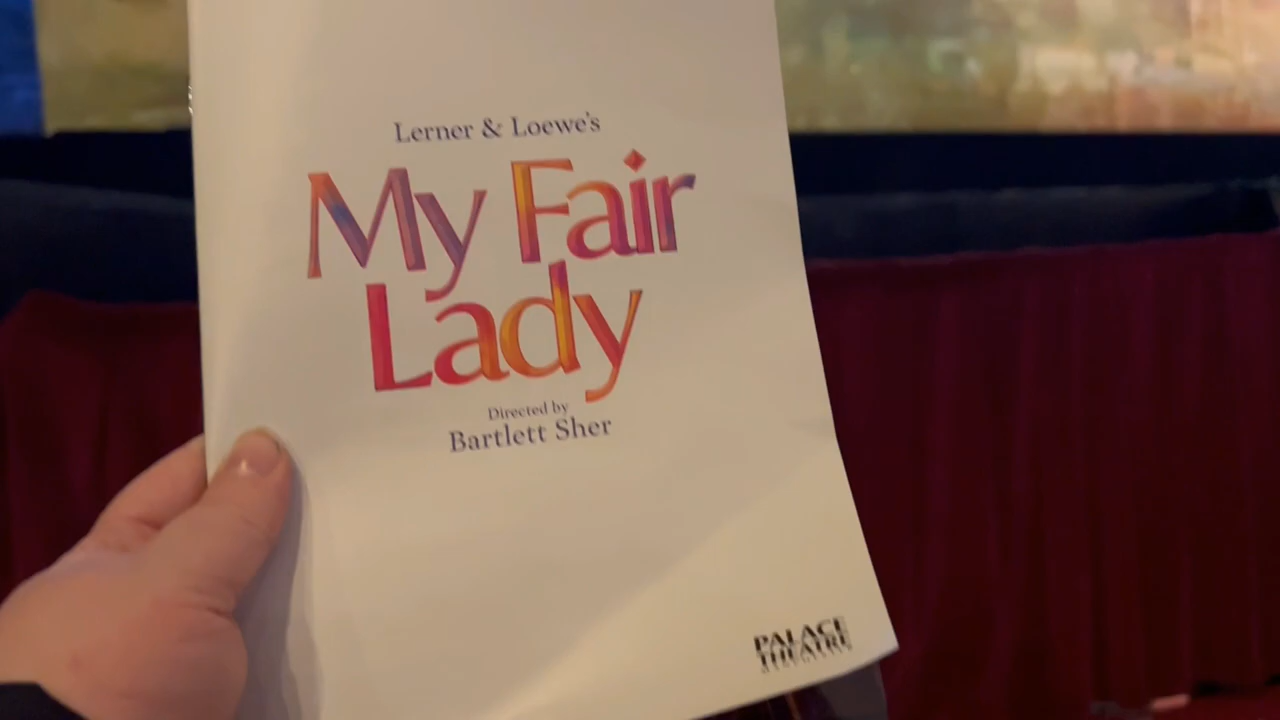 Lerner & Loewe's
My Fair
Lady
Directed by
Bartlett Sher
PALACE
THEATRE